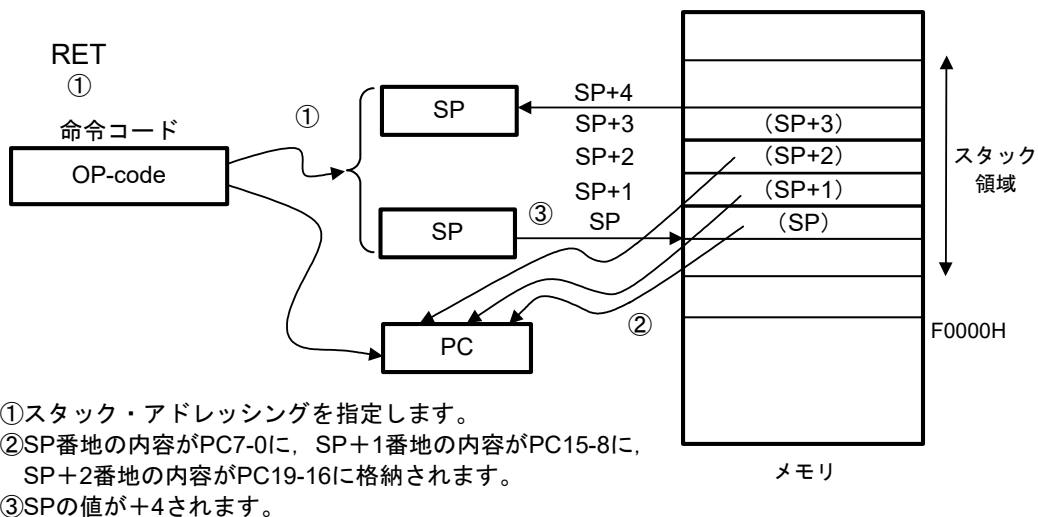 RET
①
命令コード
OP-code
①
SP
SP
③
PC
②
SP+4
SP+3
SP+2
SP+1
SP
（SP+3）
（SP+2）
（SP+1）
（SP）
スタック
領域
F0000H
メモリ
①スタック・アドレッシングを指定します。
②SP番地の内容がPC7-0に，SP＋1番地の内容がPC15-8に，
SP＋2番地の内容がPC19-16に格納されます。
③SPの値が＋4されます。